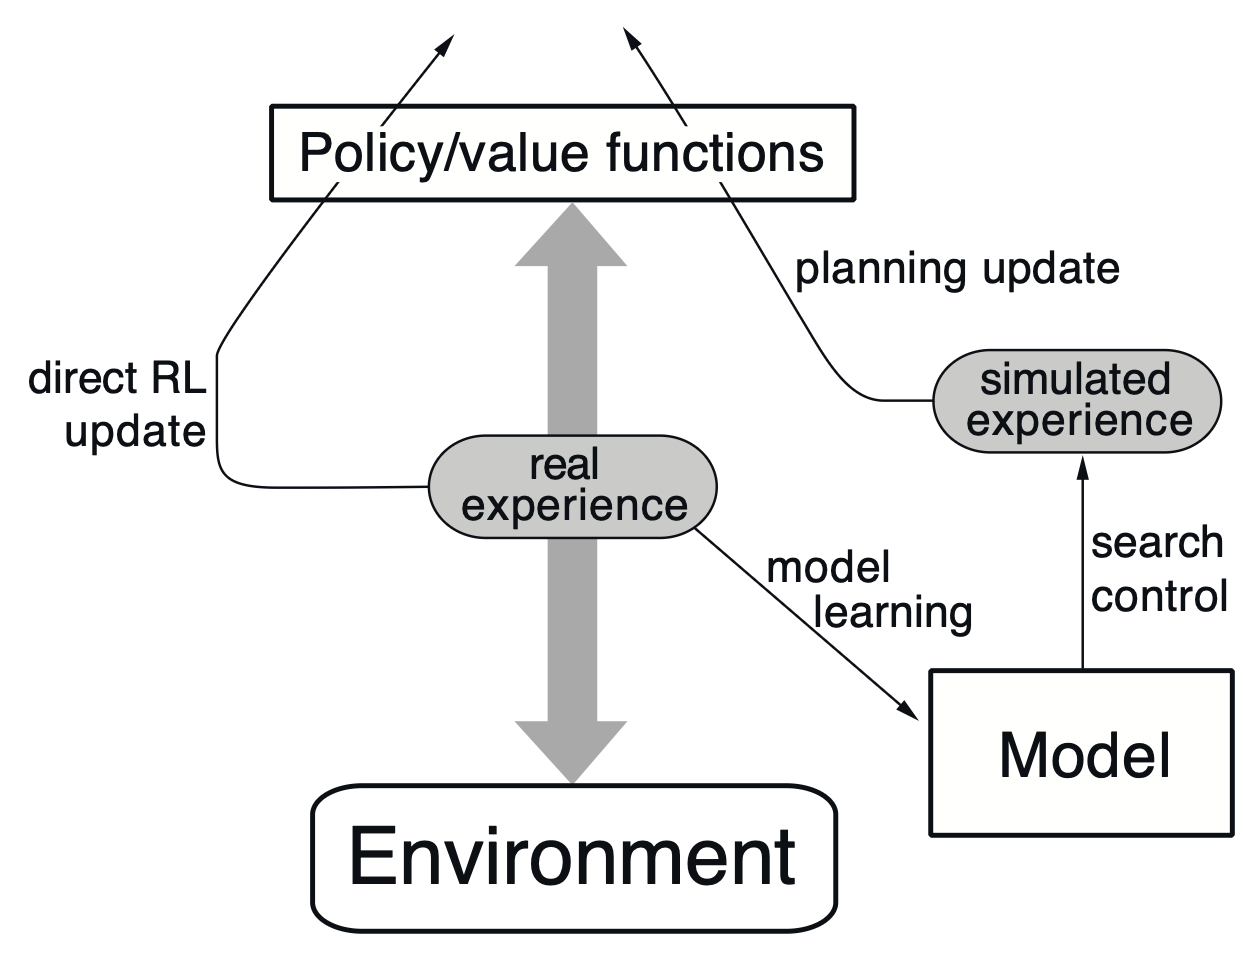 Policy/value functions
planning update
direct RL
update
simulated
experience
real
experience
search
control
model
learning
Model
Environment